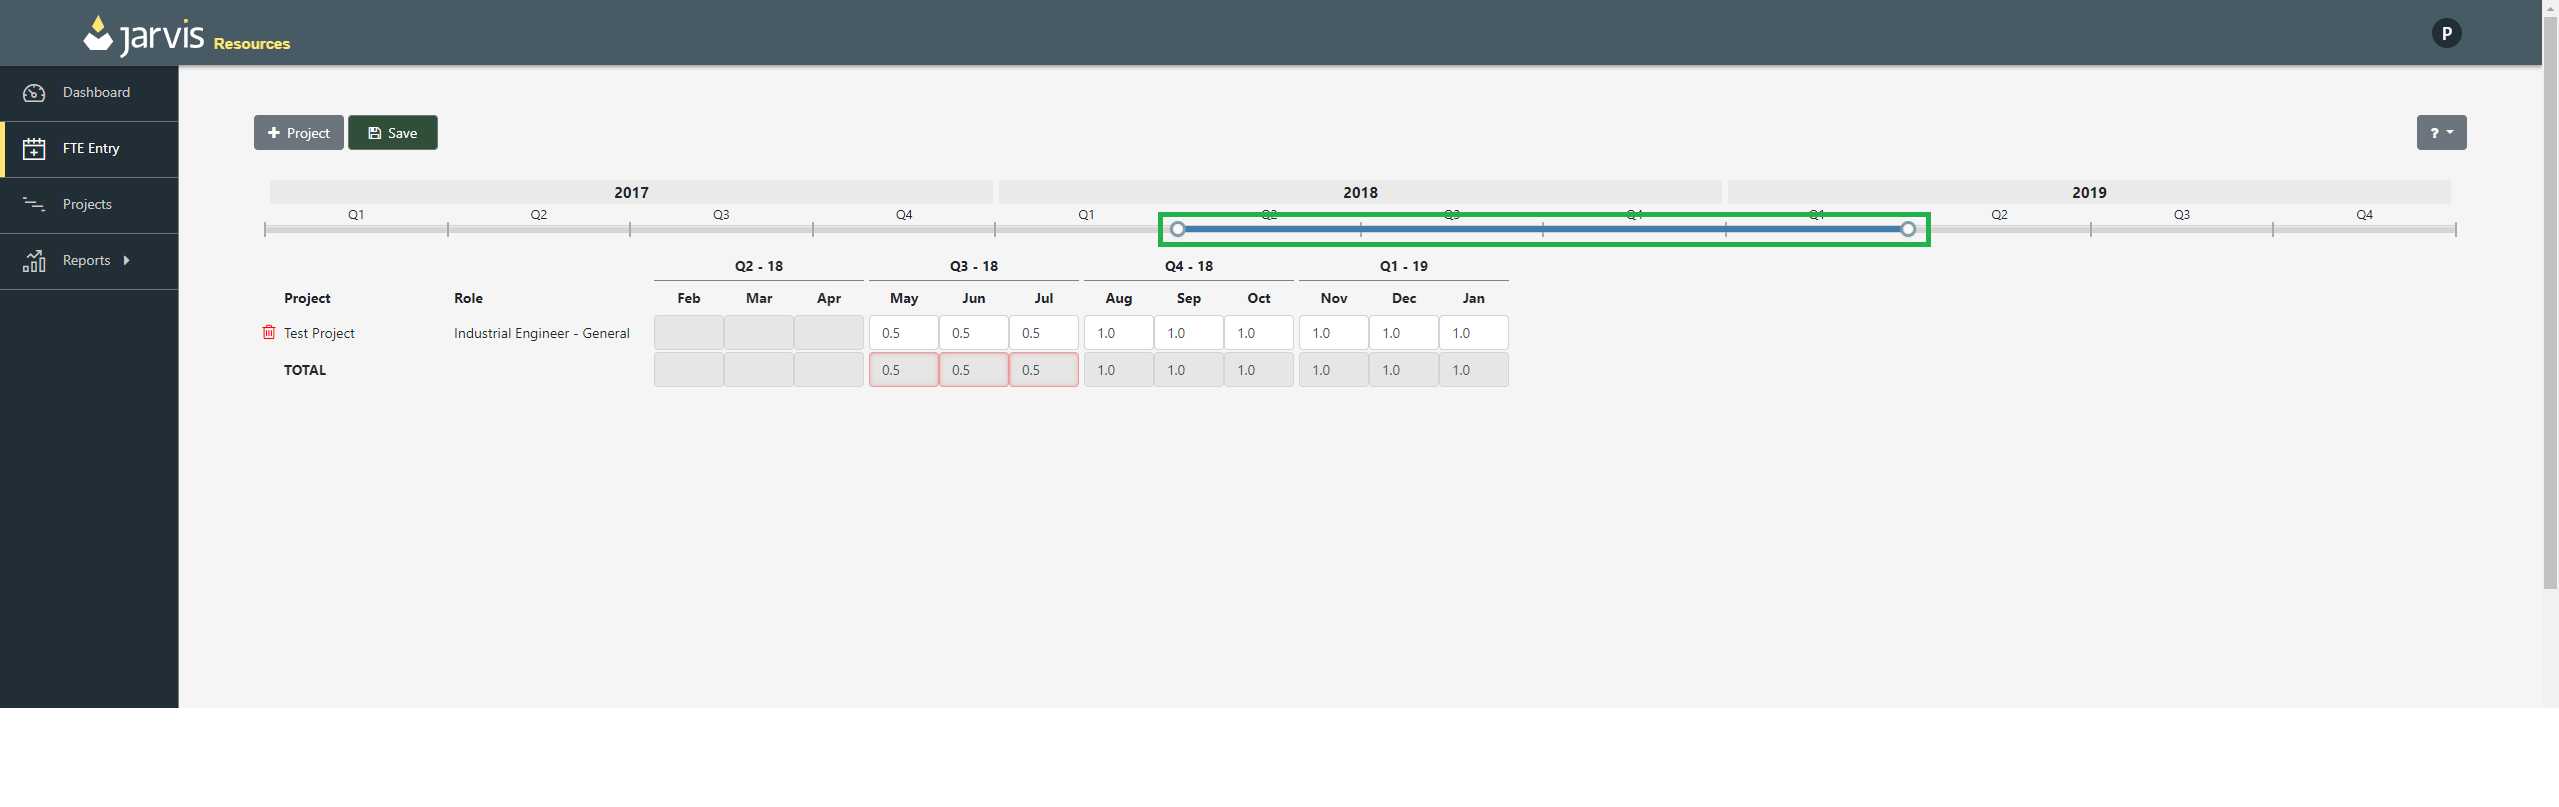 jarvis Resources
P
Dashboard
FTE Entry
Projects
Reports
Project
Save
?
2017 2018 2019
Q1 Q2 Q3 Q4 Q1 Q2 Q3 Q4 Q1 Q2 Q3 Q4
Q2 - 18 Q3 - 18 Q4 - 18 Q1 - 19
Project Role Feb Mar Apr May Jun Jul Aug Sep Oct Nov Dec Jan
Test Project Industrial Engineer - General 0.5 0.5 0.5 1.0 1.0 1.0 1.0 1.0 1.0
TOTAL 0.5 0.5 0.5 1.0 1.0 1.0 1.0 1.0 1.0